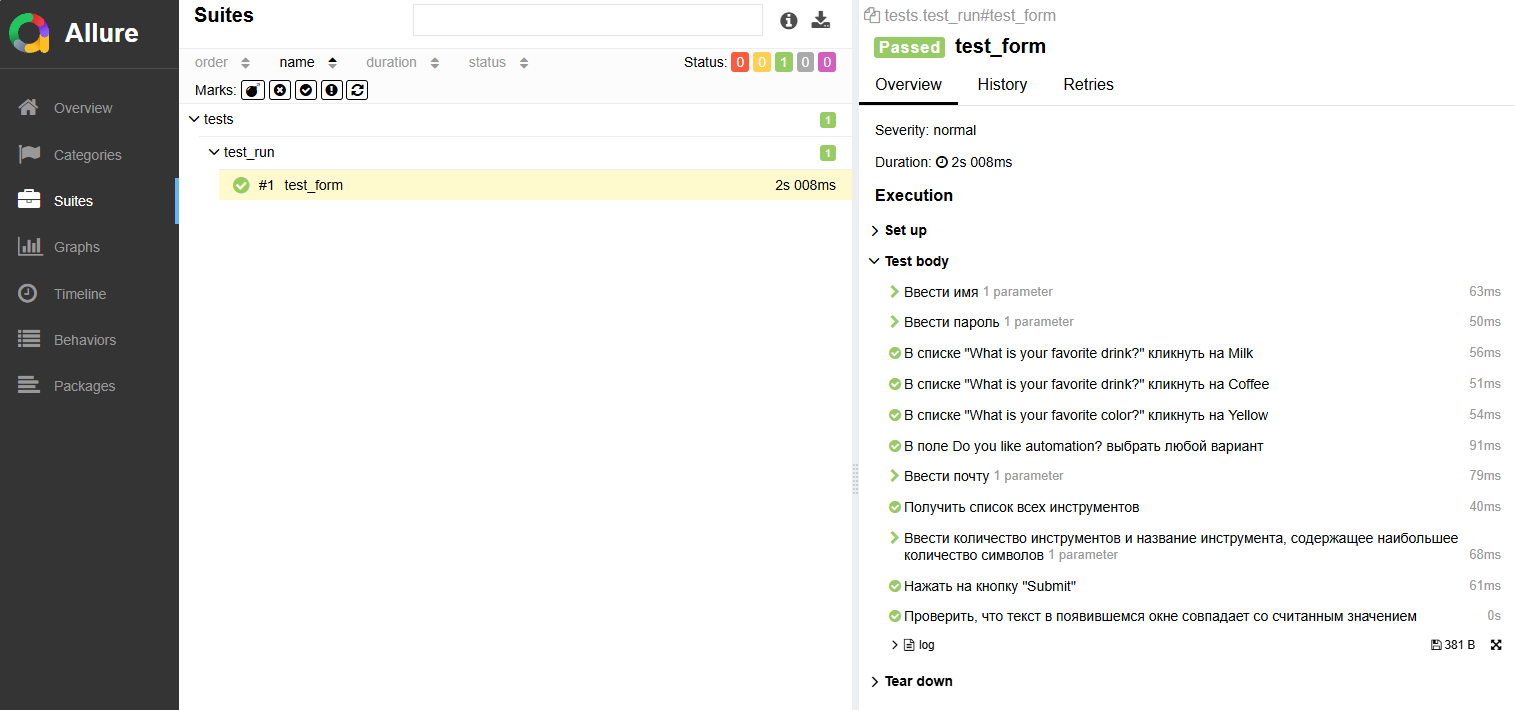 Allure
Overview
Categories
Suites
Graphs
Timeline
Behaviors
Packages
Suites
order name duration status Status: 0 0 1 0 0
Marks:
tests 1
test_run 1
#1 test_form 2s 008ms
tests.test_run#test_form
Passed test_form
Overview History Retries
Severity: normal
Duration: 2s 008ms
Execution
Set up
Test body
Ввести имя 1 parameter 63ms
Ввести пароль 1 parameter 50ms
В списке "What is your favorite drink?" кликнуть на Milk 56ms
В списке "What is your favorite drink?" кликнуть на Coffee 51ms
В списке "What is your favorite color?" кликнуть на Yellow 54ms
В поле Do you like automation? выбрать любой вариант 91ms
Ввести почту 1 parameter 79ms
Получить список всех инструментов 40ms
Ввести количество инструментов и название инструмента, содержащее наибольшее
количество символов 1 parameter 68ms
Нажать на кнопку "Submit" 61ms
Проверить, что текст в появившемся окне совпадает со считанным значением 0s
log 381 B
Tear down